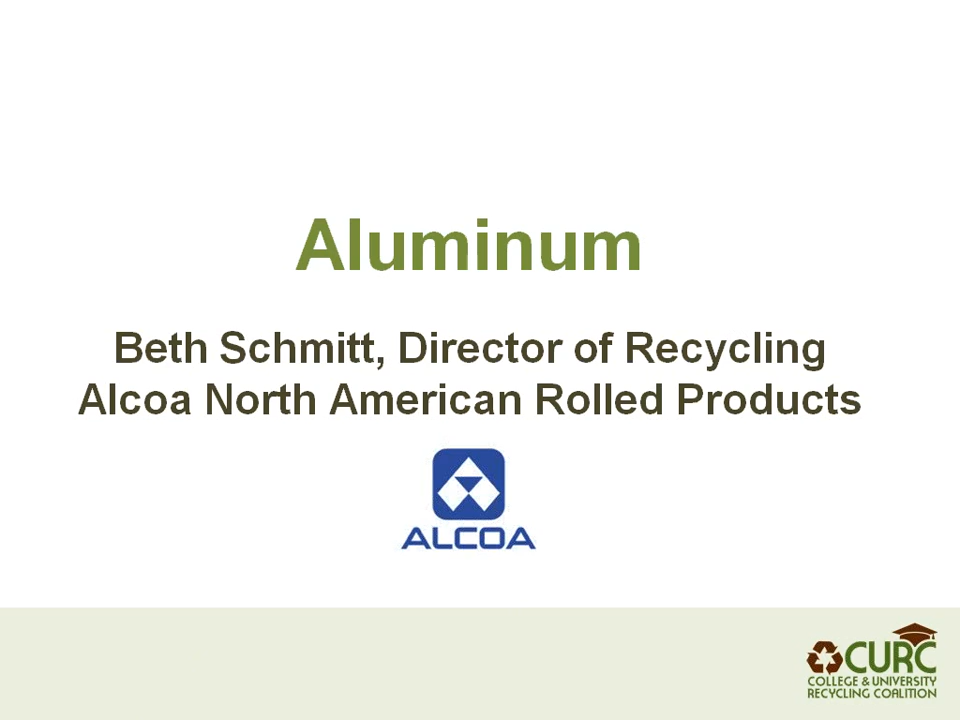 Aluminum
Beth Schmitt, Director of Recycling
Alcoa North American Rolled Products
ALCOA
CURC
COLLEGE & UNIVERSITY
RECYCLING COALITION